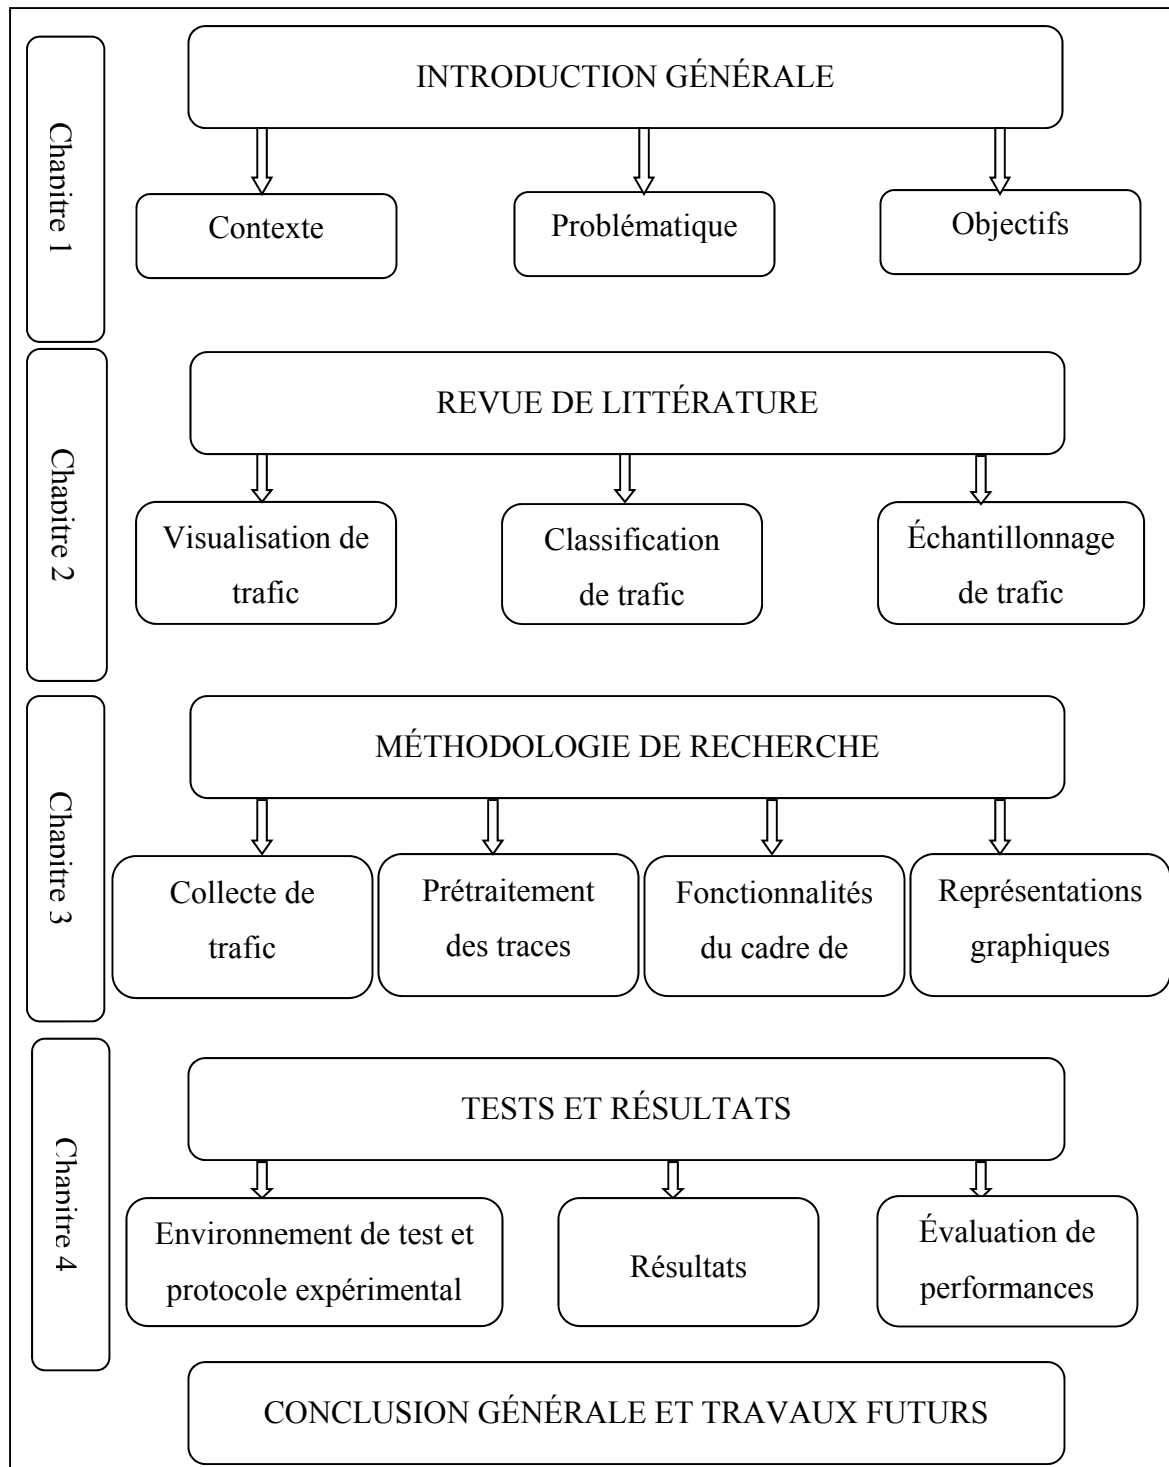 Chapitre 1
INTRODUCTION GÉNÉRALE
Contexte
Problématique
Objectifs
Chapitre 2
REVUE DE LITTÉRATURE
Visualisation de
trafic
Classification
de trafic
Échantillonnage
de trafic
Chapitre 3
MÉTHODOLOGIE DE RECHERCHE
Collecte de
trafic
Prétraitement
des traces
Fonctionnalités
du cadre de
Représentations
graphiques
Chapitre 4
TESTS ET RÉSULTATS
Environnement de test et
protocole expérimental
Résultats
Évaluation de
performances
CONCLUSION GÉNÉRALE ET TRAVAUX FUTURS